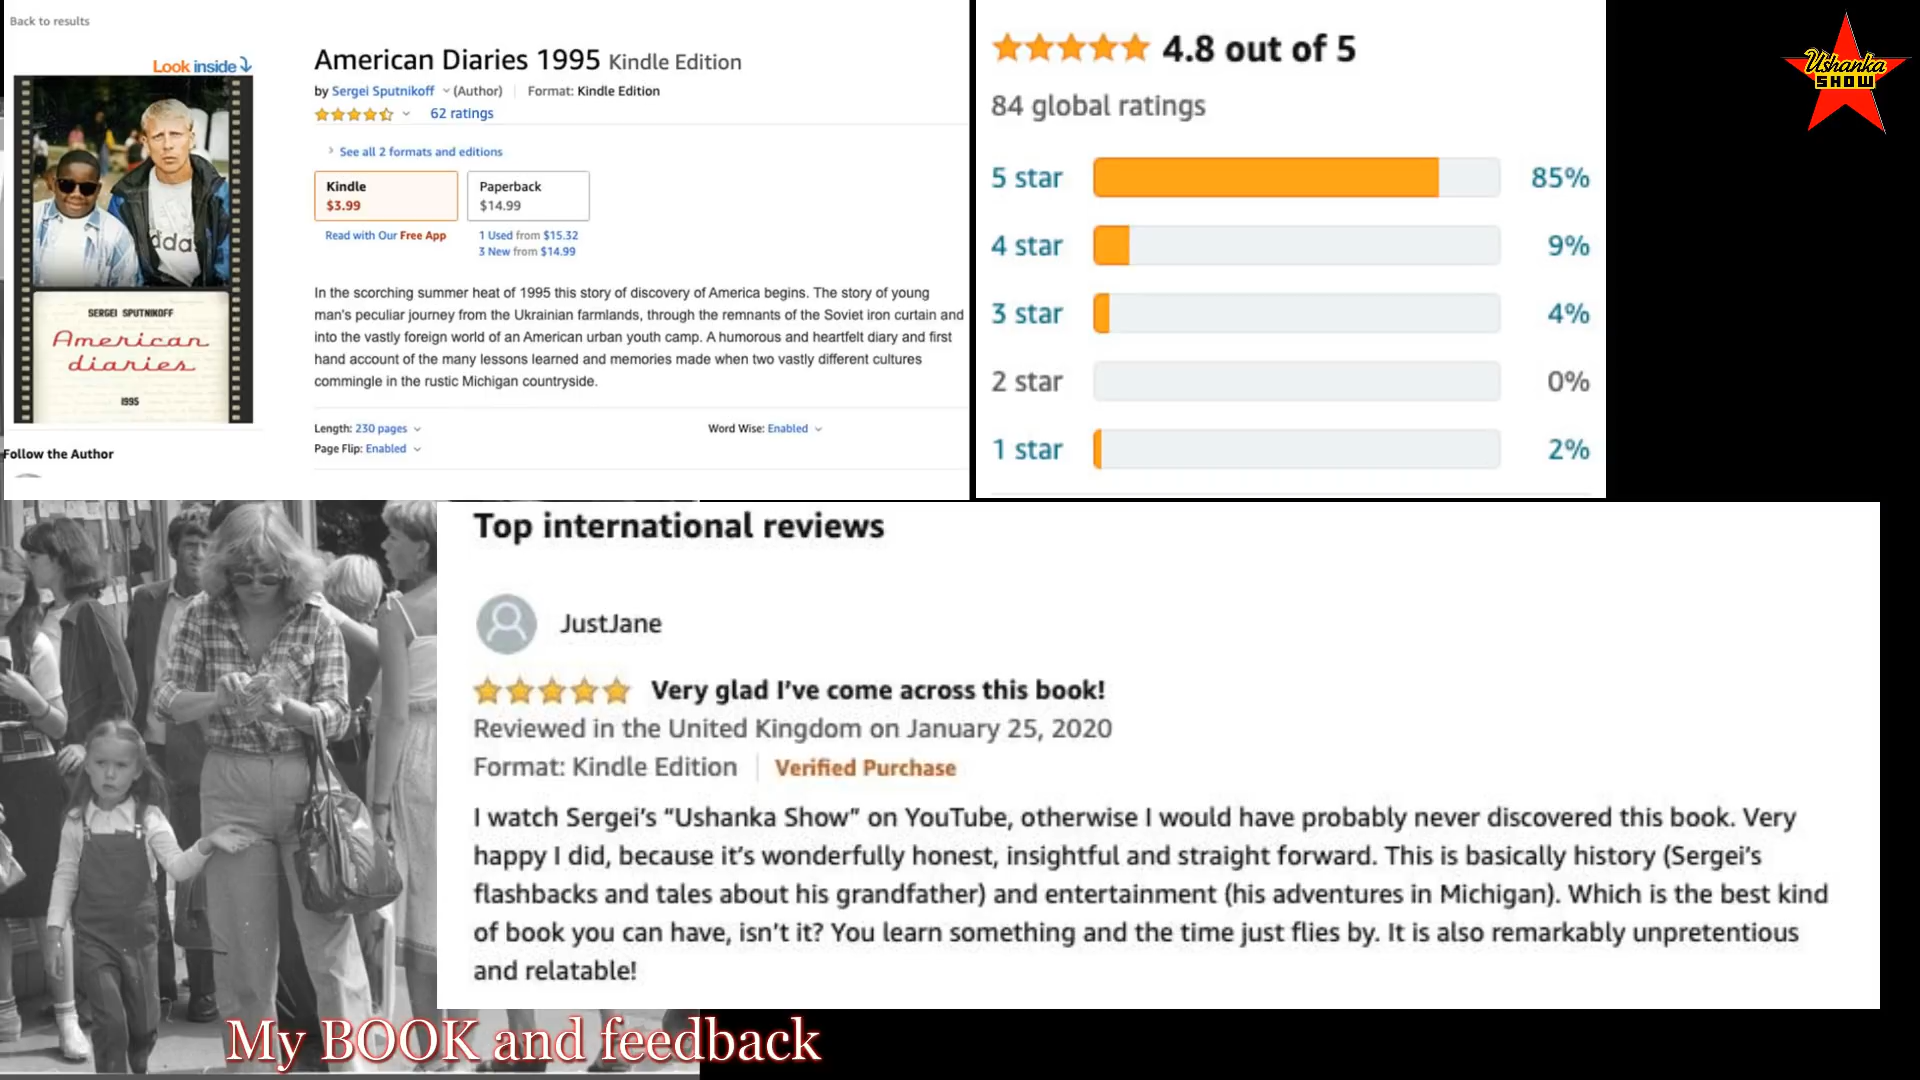 Back to results
Look inside
American Diaries 1995 Kindle Edition
by Sergei Sputnikoff (Author) Format: Kindle Edition
62 ratings
See all 2 formats and editions
Kindle
$3.99
Paperback
$14.99
Read with Our Free App
1 Used from $15.32
3 New from $14.99
In the scorching summer heat of 1995 this story of discovery of America begins. The story of young
man's peculiar journey from the Ukrainian farmlands, through the remnants of the Soviet iron curtain and
into the vastly foreign world of an American urban youth camp. A humorous and heartfelt diary and first
hand account of the many lessons learned and memories made when two vastly different cultures
commingle in the rustic Michigan countryside.
Length: 230 pages
Word Wise: Enabled
Page Flip: Enabled
adidas
SERGEI SPUTNIKOFF
American
diaries
1995
Follow the Author
4.8 out of 5
84 global ratings
5 star 85%
4 star 9%
3 star 4%
2 star 0%
1 star 2%
Ushanka
SHOW
Top international reviews
JustJane
Very glad I've come across this book!
Reviewed in the United Kingdom on January 25, 2020
Format: Kindle Edition Verified Purchase
I watch Sergei's “Ushanka Show” on YouTube, otherwise I would have probably never discovered this book. Very
happy I did, because it's wonderfully honest, insightful and straight forward. This is basically history (Sergei's
flashbacks and tales about his grandfather) and entertainment (his adventures in Michigan). Which is the best kind
of book you can have, isn't it? You learn something and the time just flies by. It is also remarkably unpretentious
and relatable!
My BOOK and feedback